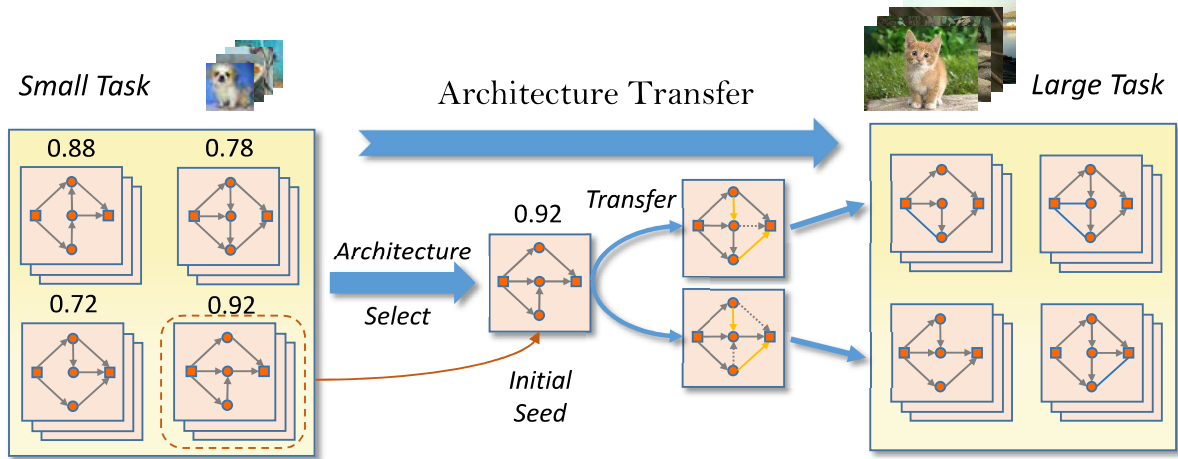 Small Task
Architecture Transfer
Large Task
0.88
0.78
0.72
0.92
Architecture
Select
0.92
Initial
Seed
Transfer